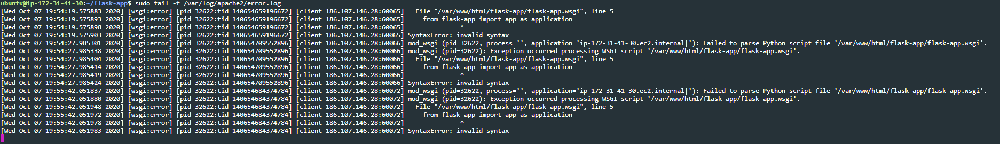 ubuntu@ip-172-31-41-30:~/flask-app$ sudo tail -f /var/log/apache2/error.log
[Wed Oct 07 19:54:19.575883 2020] [wsgi:error] [pid 32622:tid 140654659196672] [client 186.107.146.28:60065]   File "/var/www/html/flask-app/flask-app.wsgi", line 5
[Wed Oct 07 19:54:19.575893 2020] [wsgi:error] [pid 32622:tid 140654659196672] [client 186.107.146.28:60065]     from flask-app import app as application
[Wed Oct 07 19:54:19.575898 2020] [wsgi:error] [pid 32622:tid 140654659196672] [client 186.107.146.28:60065]               ^
[Wed Oct 07 19:54:19.575903 2020] [wsgi:error] [pid 32622:tid 140654659196672] [client 186.107.146.28:60065] SyntaxError: invalid syntax
[Wed Oct 07 19:54:27.985301 2020] [wsgi:error] [pid 32622:tid 140654709552896] [client 186.107.146.28:60066] mod_wsgi (pid=32622, process='', application='ip-172-31-41-30.ec2.internal|'): Failed to parse Python script file '/var/www/html/flask-app/flask-app.wsgi'.
[Wed Oct 07 19:54:27.985338 2020] [wsgi:error] [pid 32622:tid 140654709552896] [client 186.107.146.28:60066] mod_wsgi (pid=32622): Exception occurred processing WSGI script '/var/www/html/flask-app/flask-app.wsgi'.
[Wed Oct 07 19:54:27.985404 2020] [wsgi:error] [pid 32622:tid 140654709552896] [client 186.107.146.28:60066]   File "/var/www/html/flask-app/flask-app.wsgi", line 5
[Wed Oct 07 19:54:27.985414 2020] [wsgi:error] [pid 32622:tid 140654709552896] [client 186.107.146.28:60066]     from flask-app import app as application
[Wed Oct 07 19:54:27.985419 2020] [wsgi:error] [pid 32622:tid 140654709552896] [client 186.107.146.28:60066]               ^
[Wed Oct 07 19:54:27.985424 2020] [wsgi:error] [pid 32622:tid 140654709552896] [client 186.107.146.28:60066] SyntaxError: invalid syntax
[Wed Oct 07 19:55:42.051837 2020] [wsgi:error] [pid 32622:tid 140654684374784] [client 186.107.146.28:60072] mod_wsgi (pid=32622, process='', application='ip-172-31-41-30.ec2.internal|'): Failed to parse Python script file '/var/www/html/flask-app/flask-app.wsgi'.
[Wed Oct 07 19:55:42.051880 2020] [wsgi:error] [pid 32622:tid 140654684374784] [client 186.107.146.28:60072] mod_wsgi (pid=32622): Exception occurred processing WSGI script '/var/www/html/flask-app/flask-app.wsgi'.
[Wed Oct 07 19:55:42.051948 2020] [wsgi:error] [pid 32622:tid 140654684374784] [client 186.107.146.28:60072]   File "/var/www/html/flask-app/flask-app.wsgi", line 5
[Wed Oct 07 19:55:42.051972 2020] [wsgi:error] [pid 32622:tid 140654684374784] [client 186.107.146.28:60072]     from flask-app import app as application
[Wed Oct 07 19:55:42.051978 2020] [wsgi:error] [pid 32622:tid 140654684374784] [client 186.107.146.28:60072]               ^
[Wed Oct 07 19:55:42.051983 2020] [wsgi:error] [pid 32622:tid 140654684374784] [client 186.107.146.28:60072] SyntaxError: invalid syntax